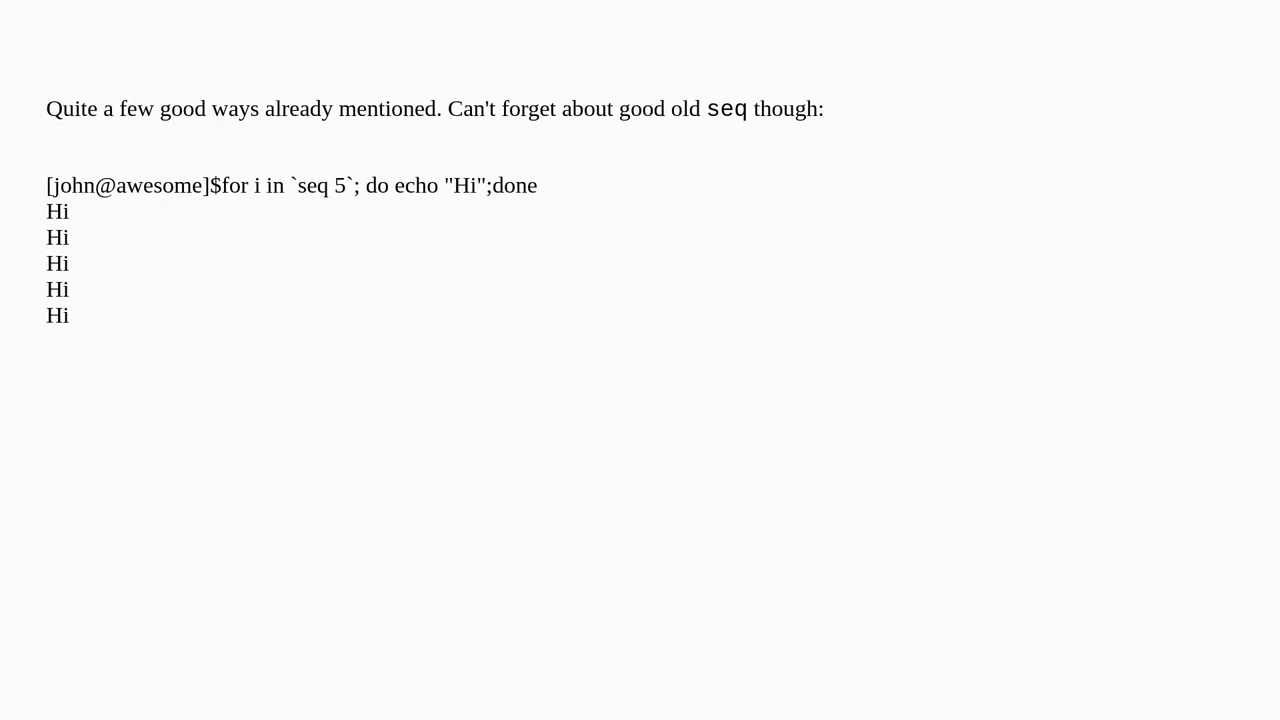 Quite a few good ways already mentioned. Can't forget about good old seq though:
[john@awesome]$for i in `seq 5`; do echo "Hi";done
Hi
Hi
Hi
Hi
Hi